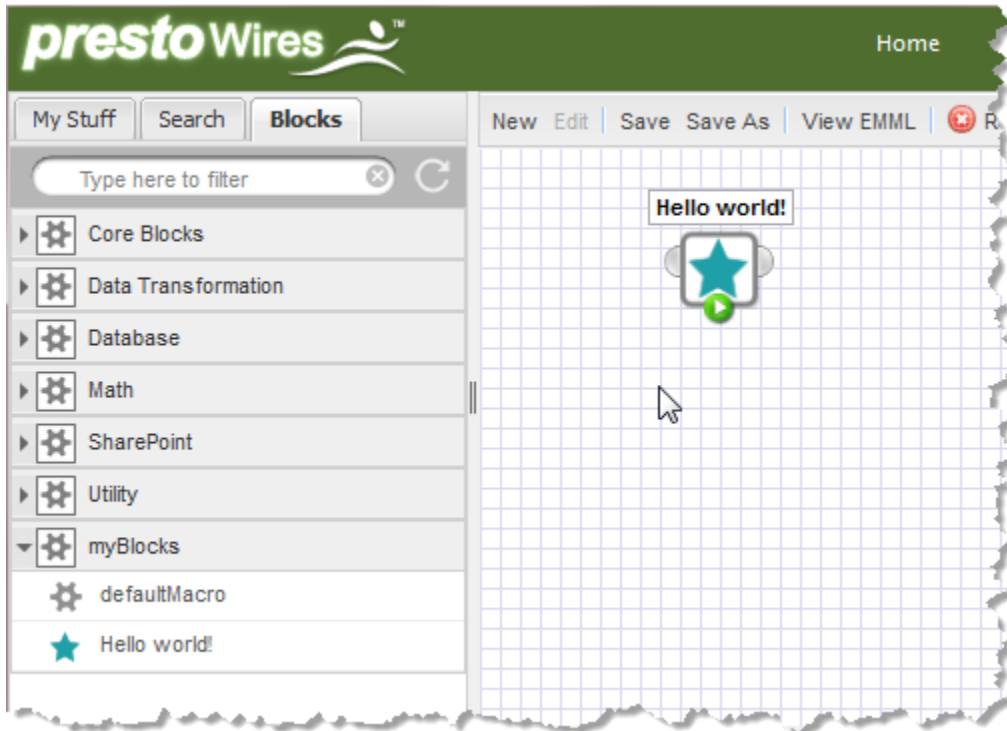 presto Wires ™
Home
My Stuff Search Blocks
New Edit Save Save As View EMML
Type here to filter
Hello world!
Core Blocks
Data Transformation
Database
Math
SharePoint
Utility
myBlocks
defaultMacro
Hello world!